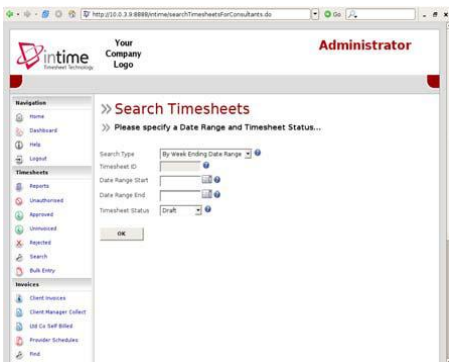 http://10.0.3.9:8888/intime/searchTimesheetsForConsultants.do
Go
intime
Timesheet Technology
Your
Company
Logo
Administrator
Navigation
Home
Dashboard
Help
Logout
Timesheets
Reports
Unauthorised
Approved
Uninvoiced
Rejected
Search
Bulk Entry
Invoices
Client Invoices
Client Manager Collect
Ltd Co Self Billed
Provider Schedules
Find
>> Search Timesheets
>> Please specify a Date Range and Timesheet Status...
Search Type By Week Ending Date Range
Timesheet ID
Date Range Start
Date Range End
Timesheet Status Draft
OK